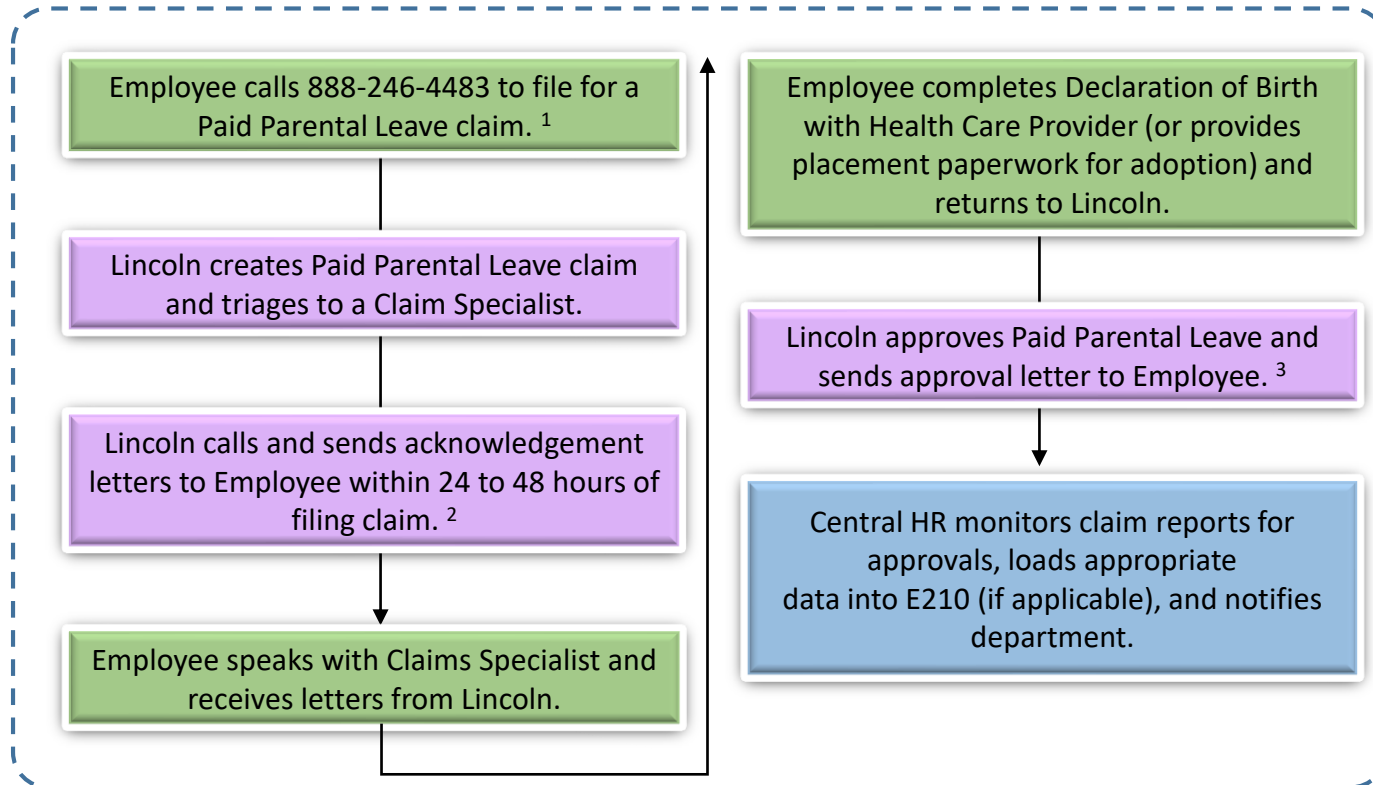 Employee calls 888-246-4483 to file for a
Paid Parental Leave claim. 1
Lincoln creates Paid Parental Leave claim
and triages to a Claim Specialist.
Lincoln calls and sends acknowledgement
letters to Employee within 24 to 48 hours of
filing claim. 2
Employee speaks with Claims Specialist and
receives letters from Lincoln.
Employee completes Declaration of Birth
with Health Care Provider (or provides
placement paperwork for adoption) and
returns to Lincoln.
Lincoln approves Paid Parental Leave and
sends approval letter to Employee. 3
Central HR monitors claim reports for
approvals, loads appropriate
data into E210 (if applicable), and notifies
department.